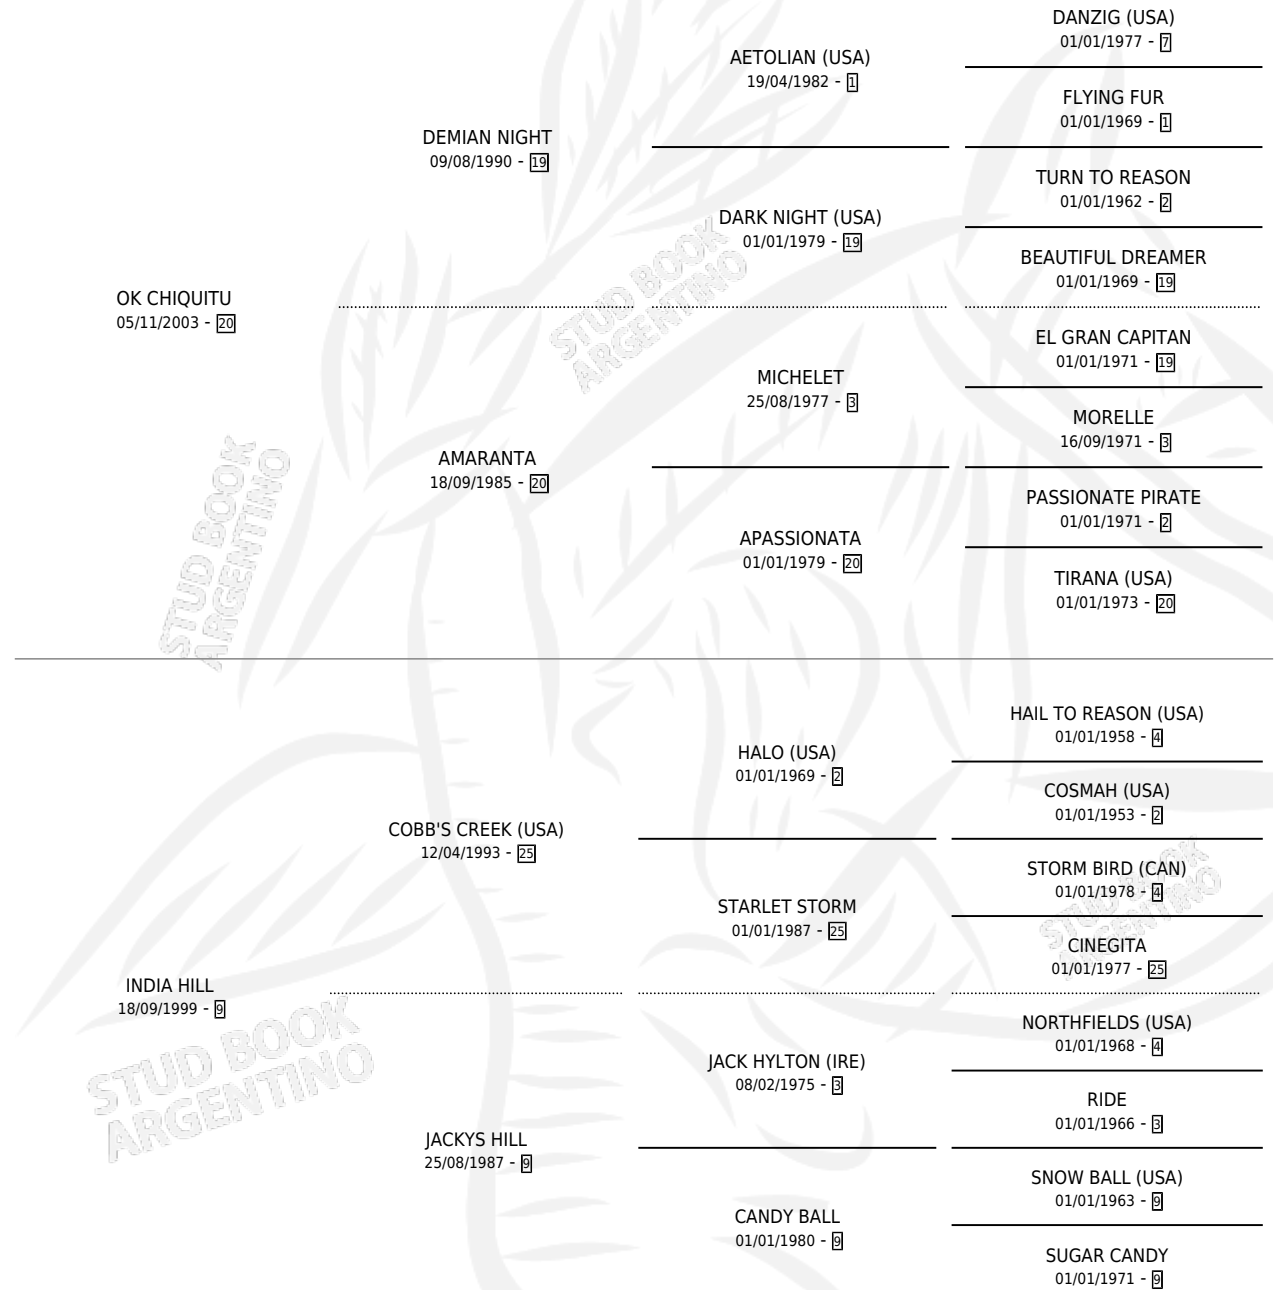 DANZIG (USA)
01/01/1977 - 7
AETOLIAN (USA)
19/04/1982 - 1
FLYING FUR
01/01/1969 - 1
DEMIAN NIGHT
09/08/1990 - 19
TURN TO REASON
01/01/1962 - 2
DARK NIGHT (USA)
01/01/1979 - 19
BEAUTIFUL DREAMER
01/01/1969 - 19
OK CHIQUITU
05/11/2003 - 20
STUD BOOK
ARGENTINO
EL GRAN CAPITAN
01/01/1971 - 19
MICHELET
25/08/1977 - 3
MORELLE
16/09/1971 - 3
AMARANTA
18/09/1985 - 20
PASSIONATE PIRATE
01/01/1971 - 2
APASSIONATA
01/01/1979 - 20
TIRANA (USA)
01/01/1973 - 20
STUD BOOK
ARGENTINO
HAIL TO REASON (USA)
01/01/1958 - 4
HALO (USA)
01/01/1969 - 2
COSMAH (USA)
01/01/1953 - 2
COBB'S CREEK (USA)
12/04/1993 - 25
STORM BIRD (CAN)
01/01/1978 - 4
STARLET STORM
01/01/1987 - 25
STUD BOOK
ARGENTINO
CINEGITA
01/01/1977 - 25
INDIA HILL
18/09/1999 - 9
NORTHFIELDS (USA)
01/01/1968 - 4
STUD BOOK
ARGENTINO
JACK HYLTON (IRE)
08/02/1975 - 3
RIDE
01/01/1966 - 3
JACKYS HILL
25/08/1987 - 9
SNOW BALL (USA)
01/01/1963 - 9
CANDY BALL
01/01/1980 - 9
SUGAR CANDY
01/01/1971 - 9